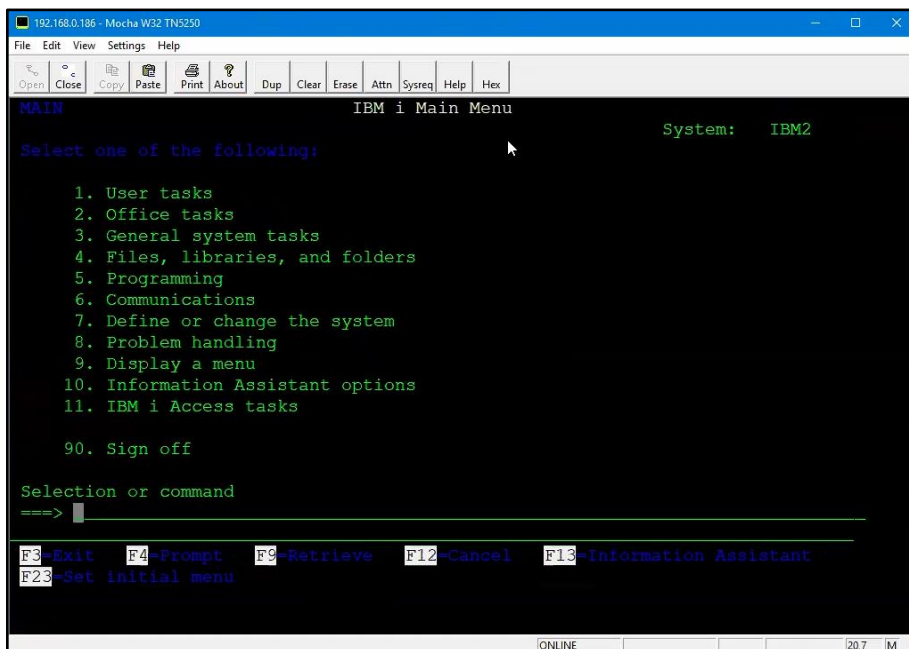 192.168.0.186 - Mocha W32 TN5250
File Edit View Settings Help
Open Close Copy Paste Print About Dup Clear Erase Attn Sysreq Help Hex
MAIN IBM i Main Menu
System: IBM2
Select one of the following:
1. User tasks
2. Office tasks
3. General system tasks
4. Files, libraries, and folders
5. Programming
6. Communications
7. Define or change the system
8. Problem handling
9. Display a menu
10. Information Assistant options
11. IBM i Access tasks
90. Sign off
Selection or command
===>
F3=Exit F4=Prompt F9=Retrieve F12=Cancel F13=Information Assistant
F23=Set initial menu
ONLINE 20.7 M